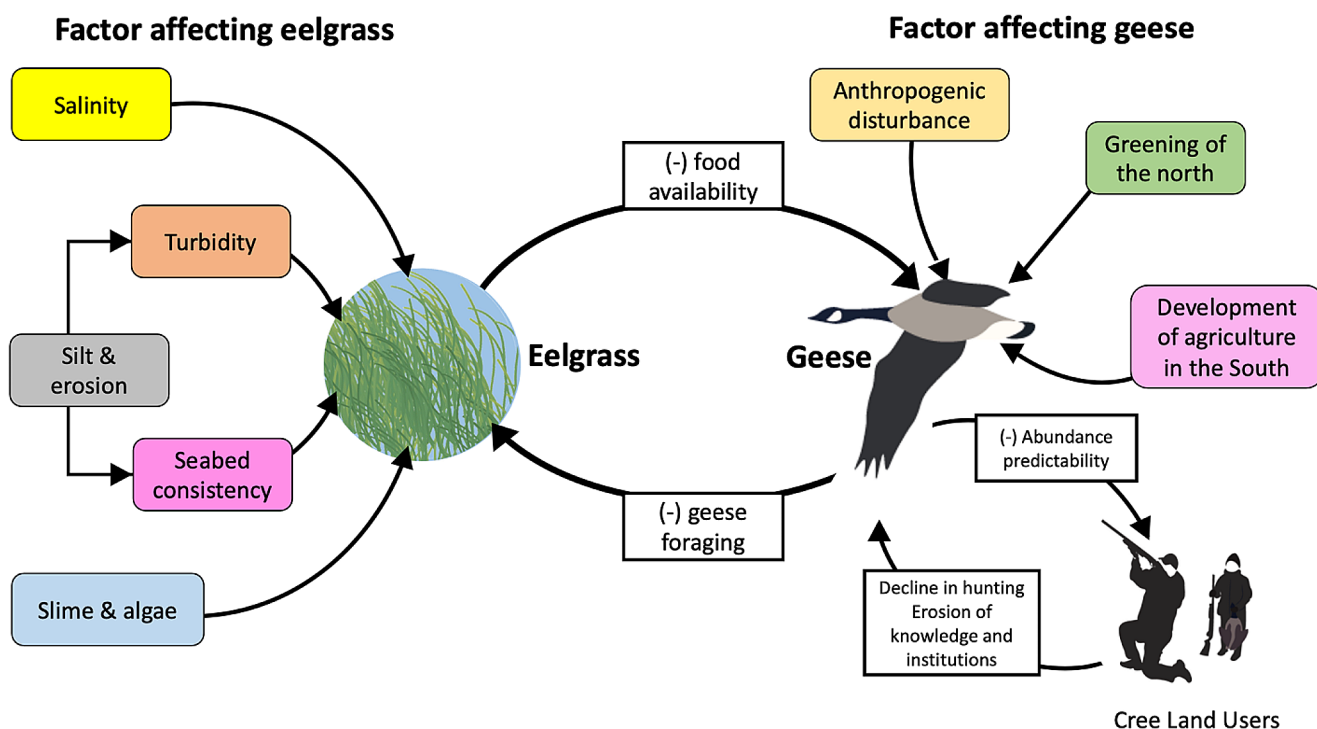 Factor affecting eelgrass
Factor affecting geese
Salinity
Anthropogenic
disturbance
Greening of
the north
(-) food
availability
Turbidity
Development
of agriculture
in the South
Silt &
erosion
Eelgrass
Geese
Seabed
consistency
(-) Abundance
predictability
(-) geese
foraging
Slime & algae
Decline in hunting
Erosion of
knowledge and
institutions
Cree Land Users